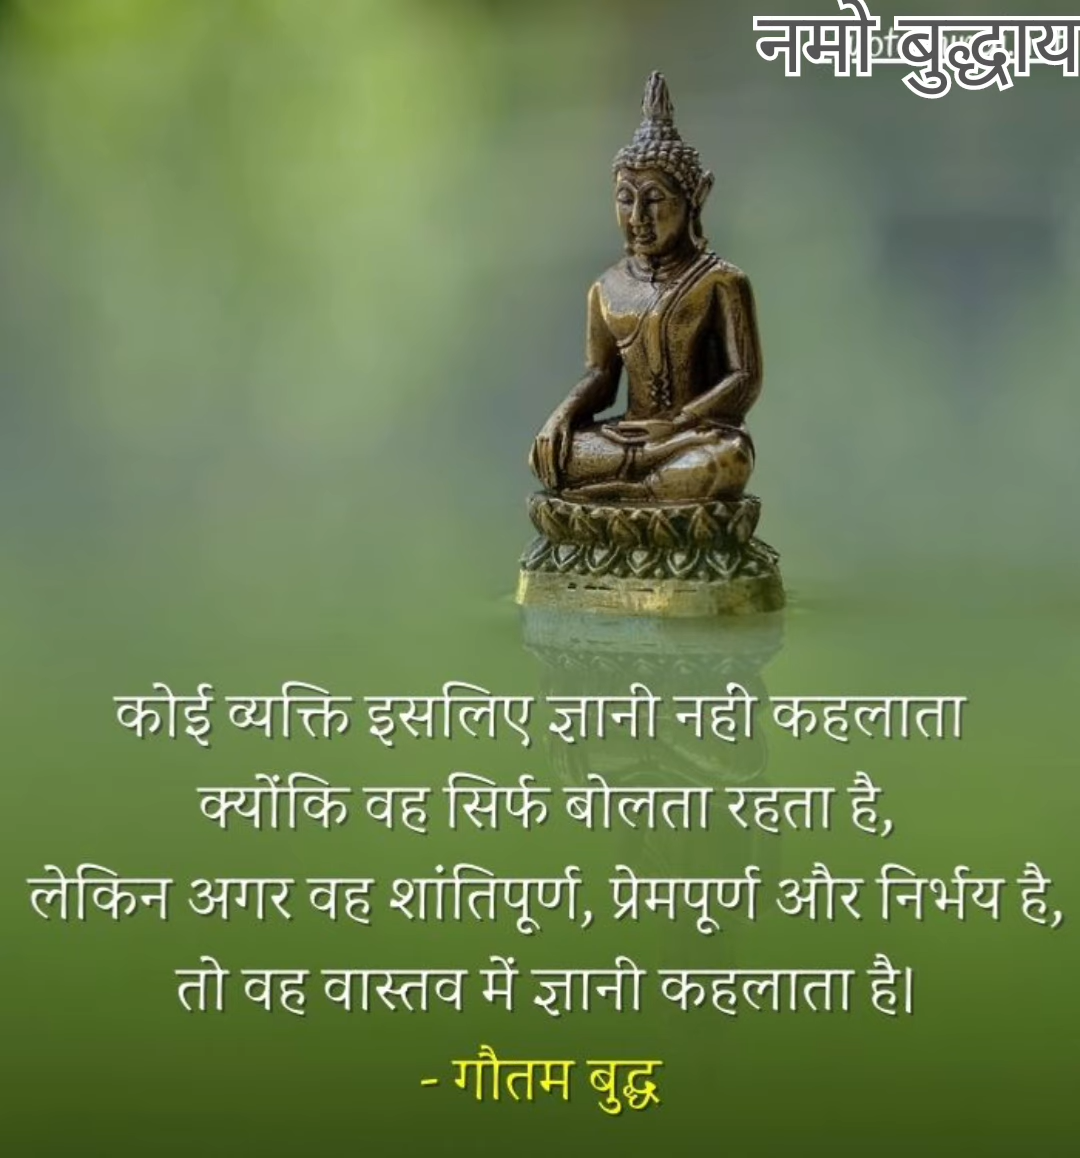 नमो बुद्धाय
कोई व्यक्ति इसलिए ज्ञानी नही कहलाता
क्योंकि वह सिर्फ बोलता रहता है,
लेकिन अगर वह शांतिपूर्ण, प्रेमपूर्ण और निर्भय है,
तो वह वास्तव में ज्ञानी कहलाता है।
- गौतम बुद्ध